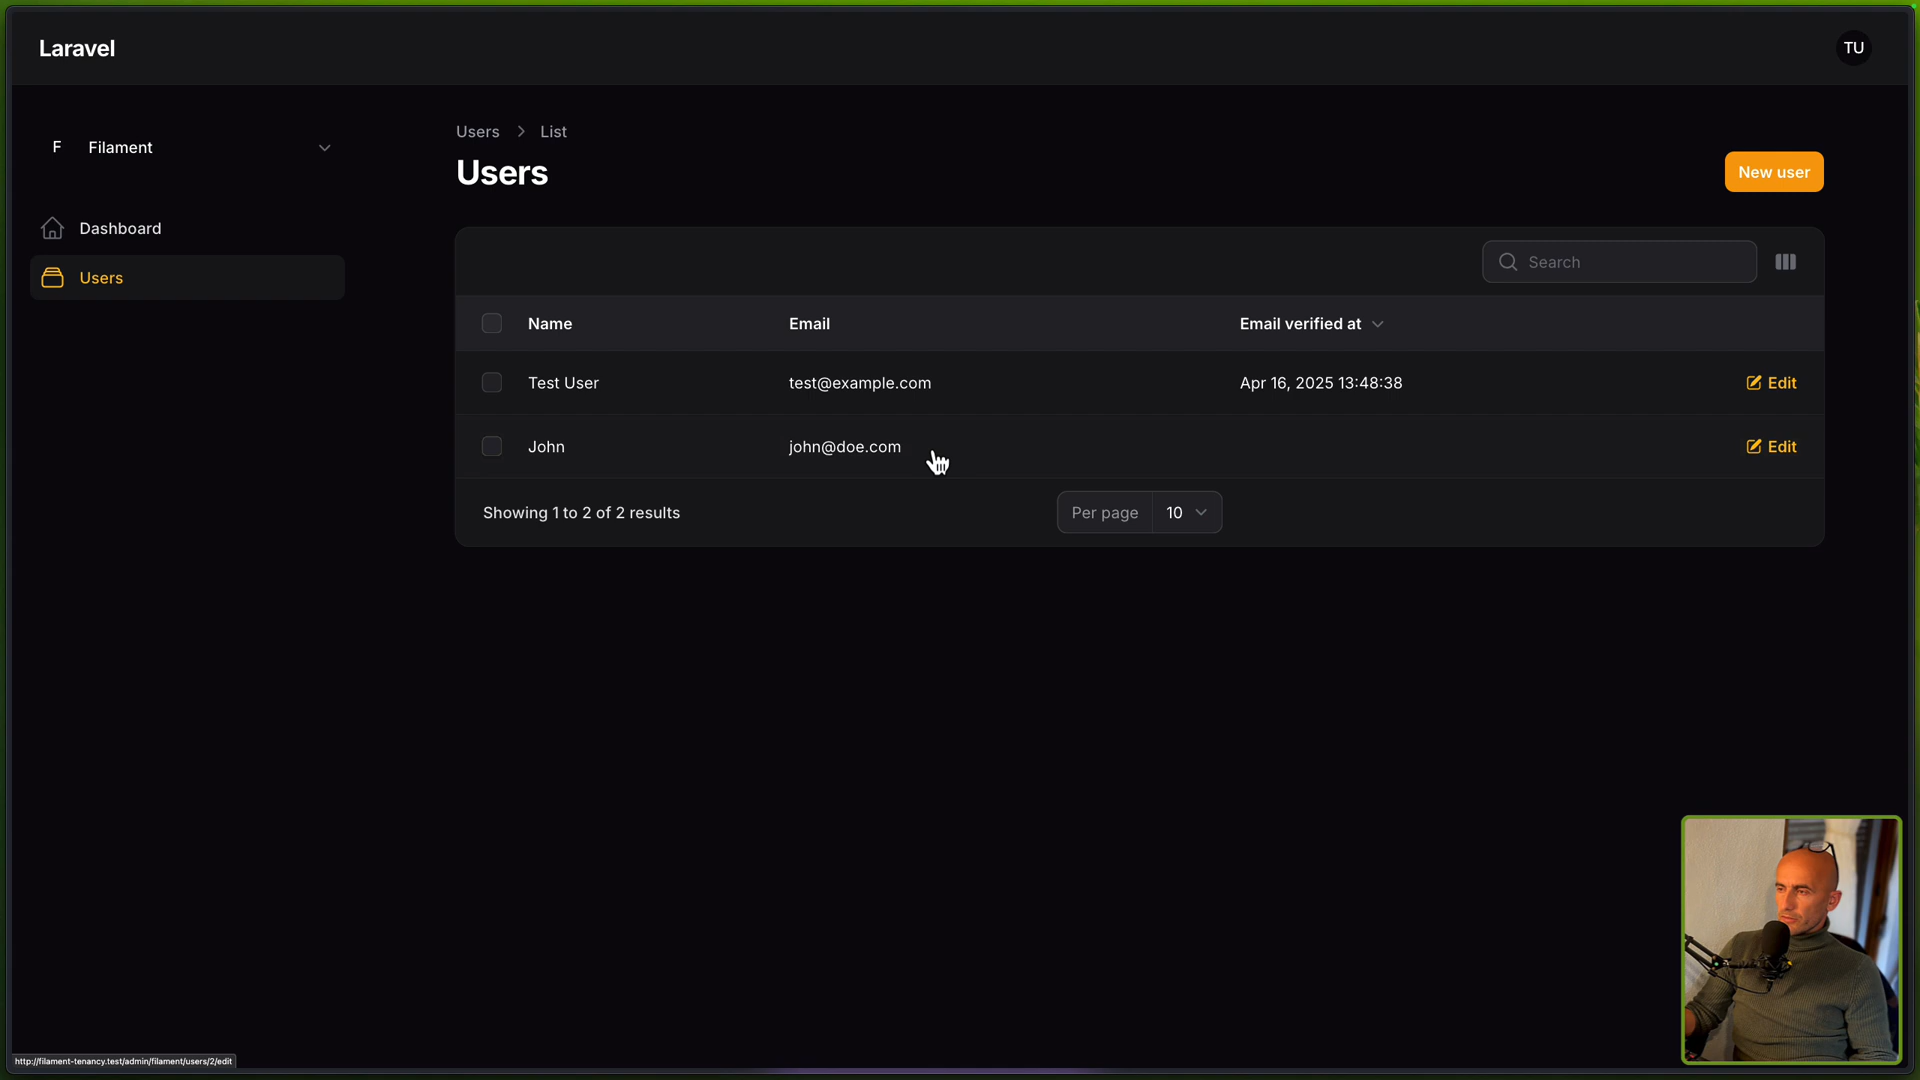 Laravel
TU
F Filament
Dashboard
Users
Users > List
Users
New user
Search
Name Email Email verified at
Test User test@example.com Apr 16, 2025 13:48:38 Edit
John john@doe.com Edit
Showing 1 to 2 of 2 results
Per page 10
http://filament-tenancy.test/admin/filament/users/2/edit